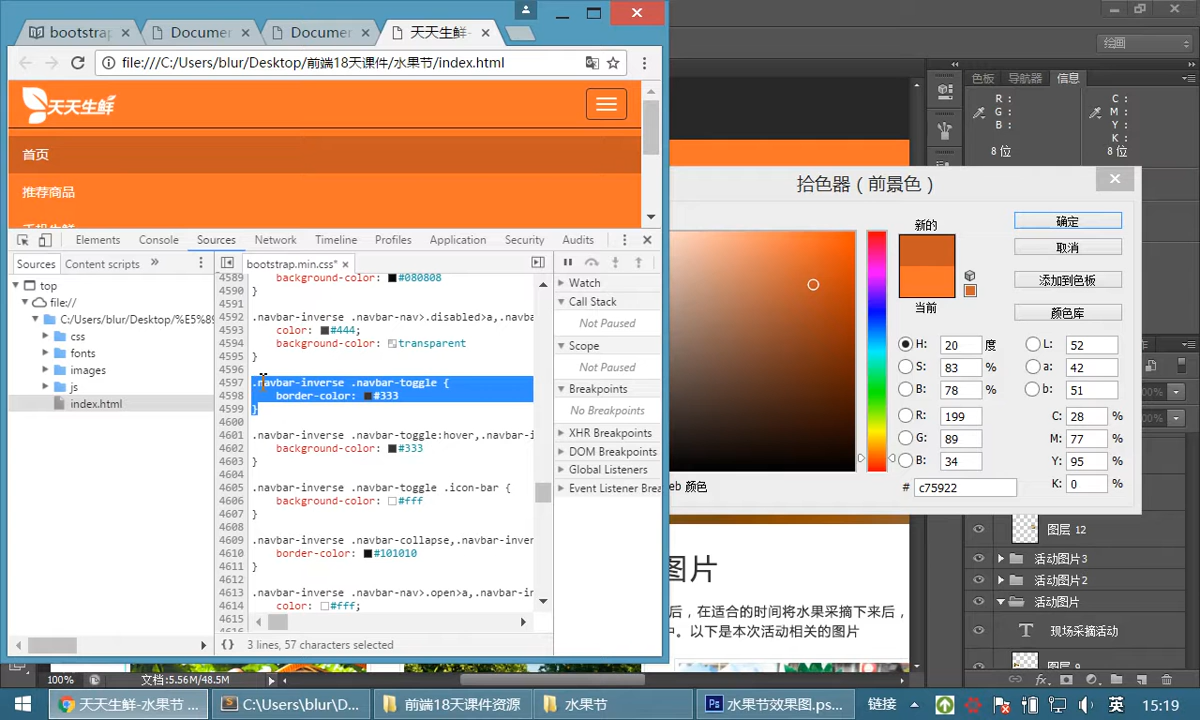 bootstrap
Docume
Docume
天天生鲜-
file:///C:/Users/blur/Desktop/前端18天课件/水果节/index.html
天天生鲜
首页
推荐商品
Elements Console Sources Network Timeline Profiles Application Security Audits
Sources Content scripts »
bootstrap.min.css*
top
file://
C:/Users/blur/Desktop/%E5%89
css
fonts
images
js
index.html
4589 background-color: #080808
4590 }
4591
4592 .navbar-inverse .navbar-nav>.disabled>a,.navba
4593 color: #444;
4594 background-color: transparent
4595 }
4596
4597 .navbar-inverse .navbar-toggle {
4598 border-color: #333
4599 }
4600
4601 .navbar-inverse .navbar-toggle:hover,.navbar-i
4602 background-color: #333
4603 }
4604
4605 .navbar-inverse .navbar-toggle .icon-bar {
4606 background-color: #fff
4607 }
4608
4609 .navbar-inverse .navbar-collapse,.navbar-inver
4610 border-color: #101010
4611 }
4612
4613 .navbar-inverse .navbar-nav>.open>a,.navbar-in
4614 color: #fff;
4615
{} 3 lines, 57 characters selected
Watch
Call Stack
Not Paused
Scope
Not Paused
Breakpoints
No Breakpoints
XHR Breakpoints
DOM Breakpoints
Global Listeners
Event Listener Brea
绘画
色板 导航器 信息
R :
G :
B :
8 位
C :
M :
Y :
K :
8 位
拾色器（前景色）
新的
当前
确定
取消
添加到色板
颜色库
H: 20 度
S: 83 %
B: 78 %
R: 199
G: 89
B: 34
L: 52
a: 42
b: 51
C: 28 %
M: 77 %
Y: 95 %
K: 0 %
# c75922
eb 颜色
图片
后，在适合的时间将水果采摘下来后，
中。以下是本次活动相关的图片
图层 12
活动图片3
活动图片2
活动图片
T 现场采摘活动
图层 9
100% 文档:5.56M/48.5M
天天生鲜-水果节 ...
C:\Users\blur\D...
前端18天课件资源
水果节
水果节效果图.ps...
链接
英
15:19